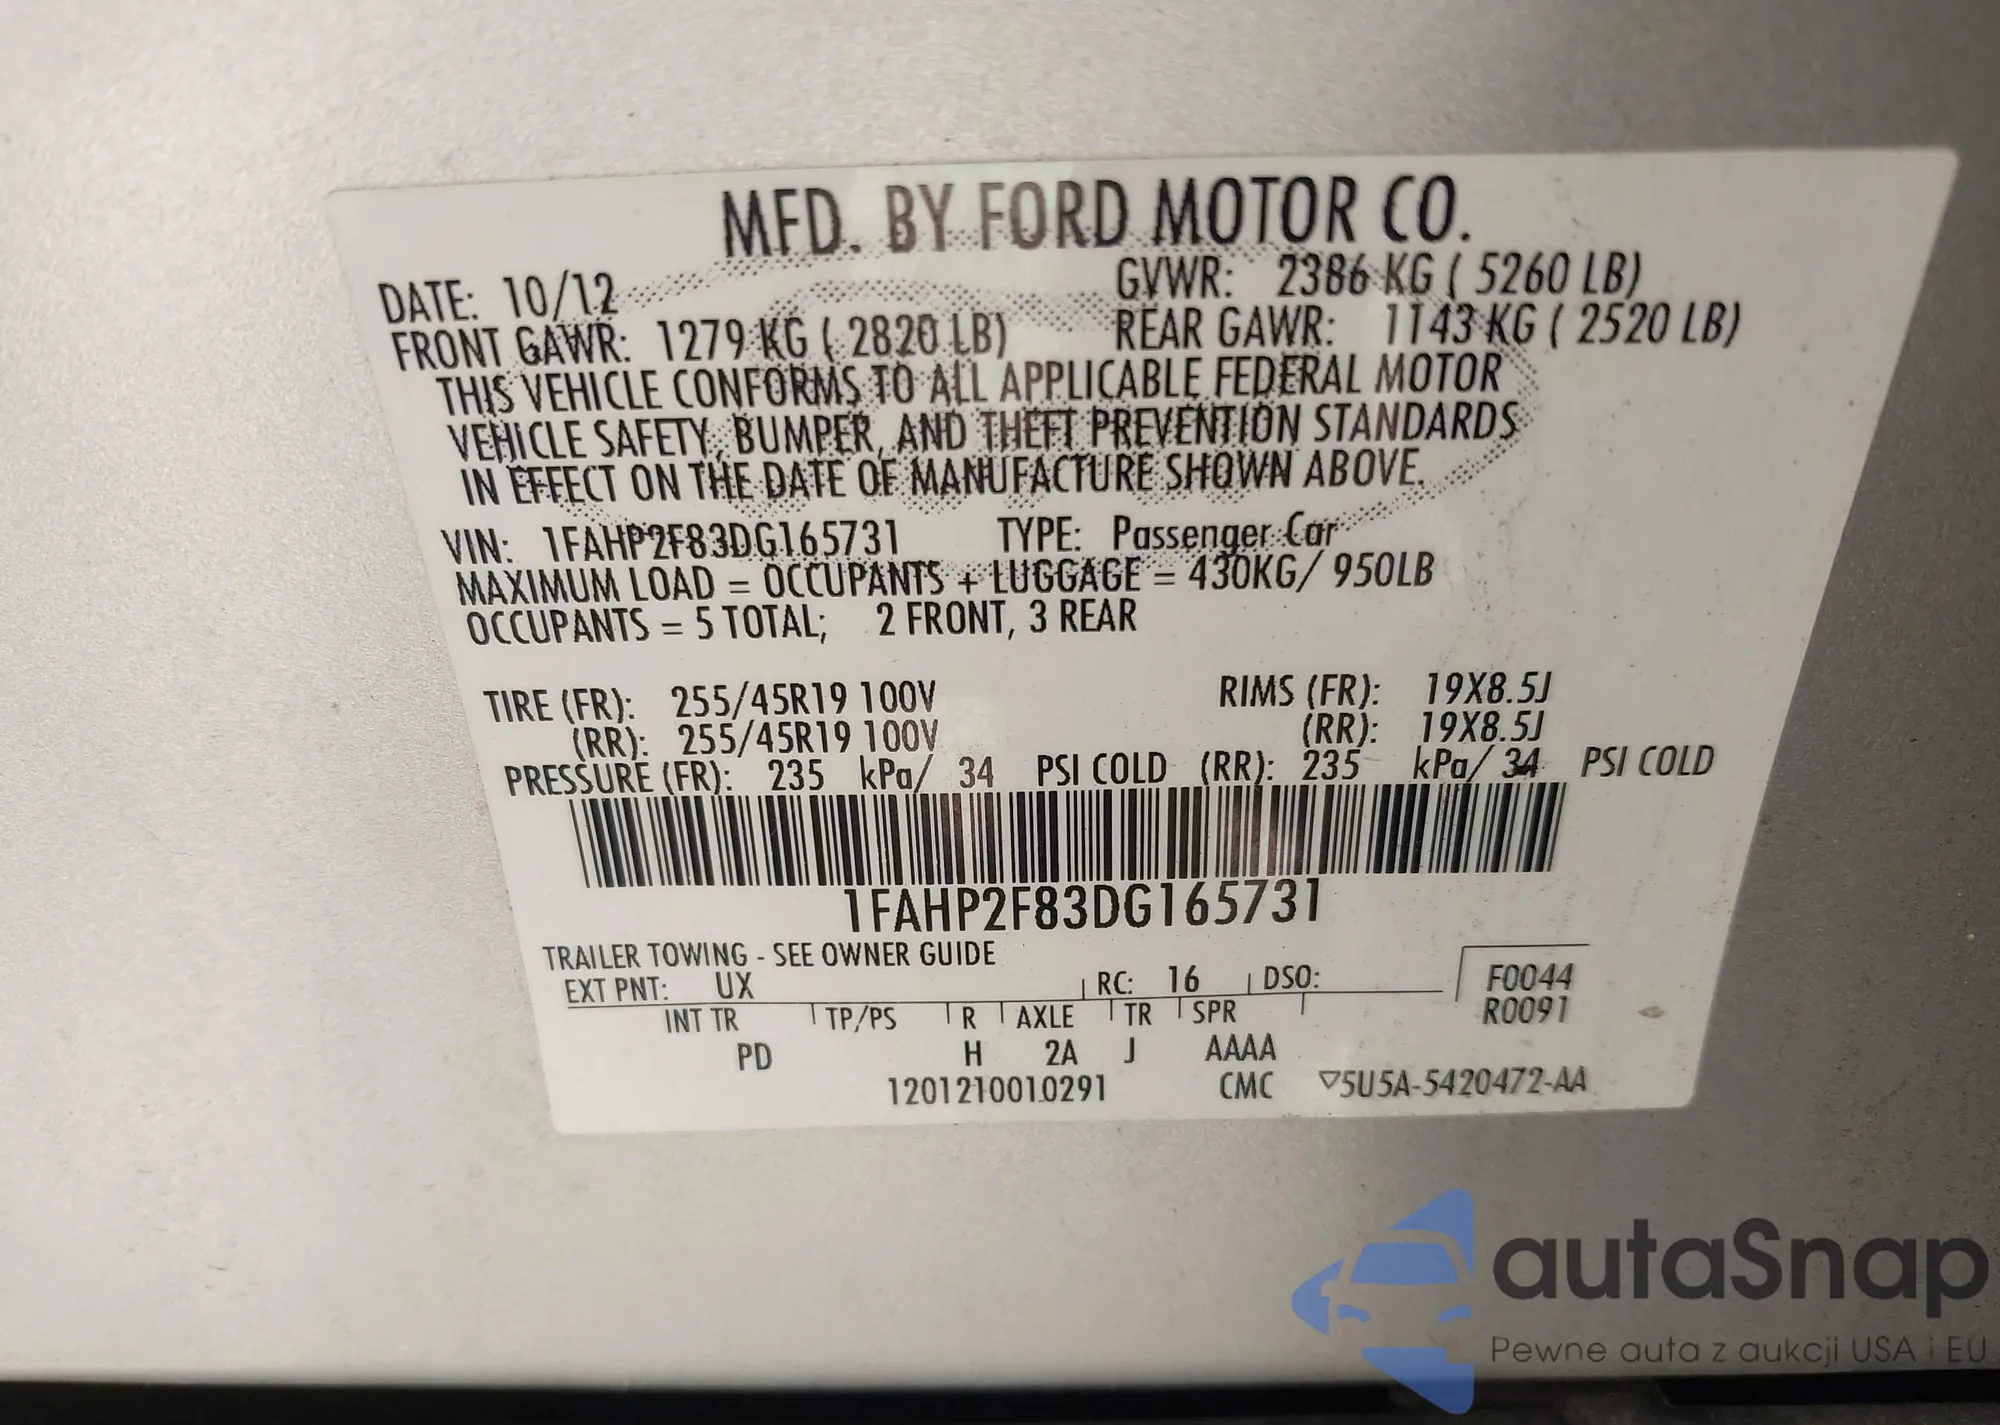 MFD. BY FORD MOTOR CO.
DATE: 10/12 GVWR: 2386 KG ( 5260 LB)
FRONT GAWR: 1279 KG ( 2820 LB) REAR GAWR: 1143 KG ( 2520 LB)
THIS VEHICLE CONFORMS TO ALL APPLICABLE FEDERAL MOTOR
VEHICLE SAFETY, BUMPER, AND THEFT PREVENTION STANDARDS
IN EFFECT ON THE DATE OF MANUFACTURE SHOWN ABOVE.
VIN: 1FAHP2F83DG165731 TYPE: Passenger Car
MAXIMUM LOAD = OCCUPANTS + LUGGAGE = 430KG/ 950LB
OCCUPANTS = 5 TOTAL; 2 FRONT, 3 REAR
TIRE (FR): 255/45R19 100V RIMS (FR): 19X8.5J
(RR): 255/45R19 100V (RR): 19X8.5J
PRESSURE (FR): 235 kPa/ 34 PSI COLD (RR): 235 kPa/ 34 PSI COLD
1FAHP2F83DG165731
TRAILER TOWING - SEE OWNER GUIDE
EXT PNT: UX RC: 16 DSO: F0044
INT TR TP/PS R AXLE TR SPR R0091
PD H 2A J AAAA
1201210010291 CMC ▽5U5A-5420472-AA
autaSnap
Pewne auta z aukcji USA i EU